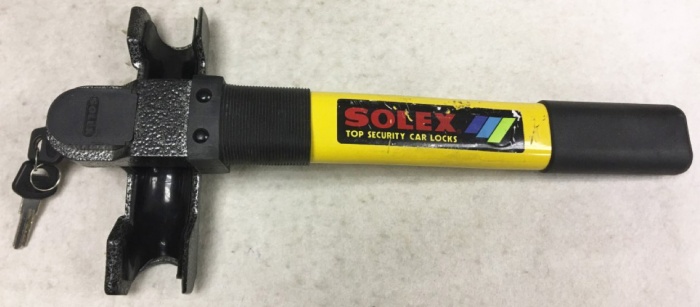 SOLEX
TOP SECURITY CAR LOCKS